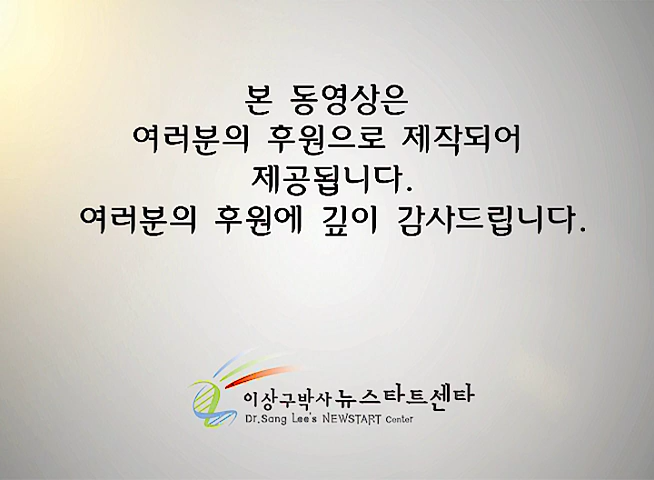 본 동영상은
여러분의 후원으로 제작되어
제공됩니다.
여러분의 후원에 깊이 감사드립니다.
이상구박사 뉴스타트센타
Dr.Sang Lee's NEWSTART Center